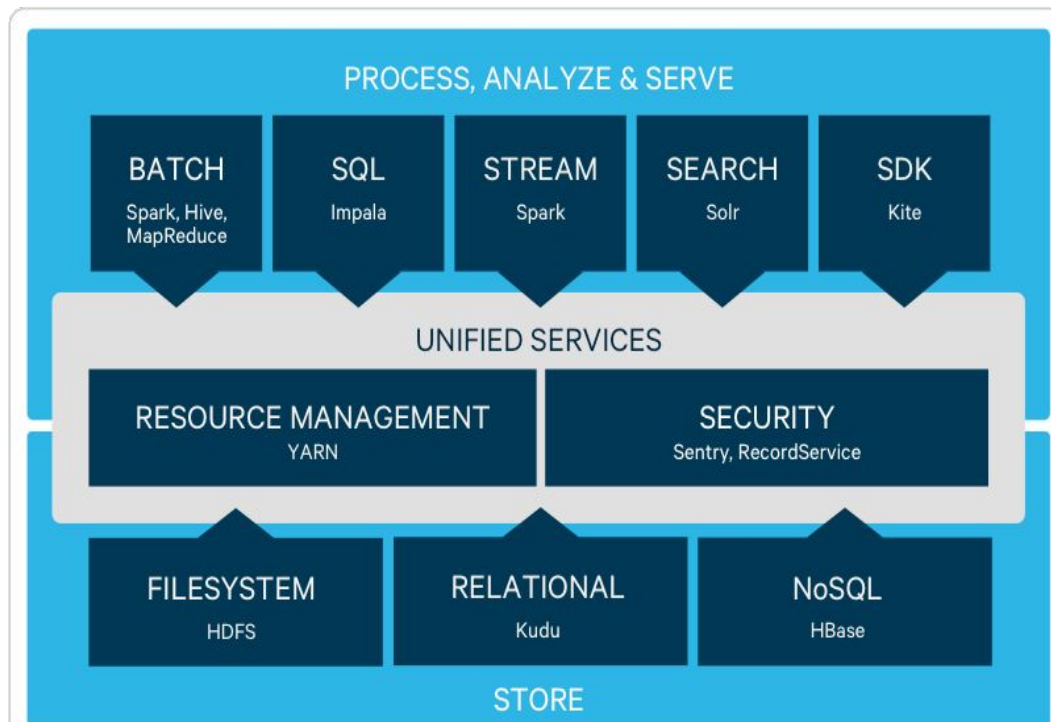 PROCESS, ANALYZE & SERVE
BATCH
Spark, Hive,
MapReduce
SQL
Impala
STREAM
Spark
SEARCH
Solr
SDK
Kite
UNIFIED SERVICES
RESOURCE MANAGEMENT
YARN
SECURITY
Sentry, RecordService
FILESYSTEM
HDFS
RELATIONAL
Kudu
NoSQL
HBase
STORE